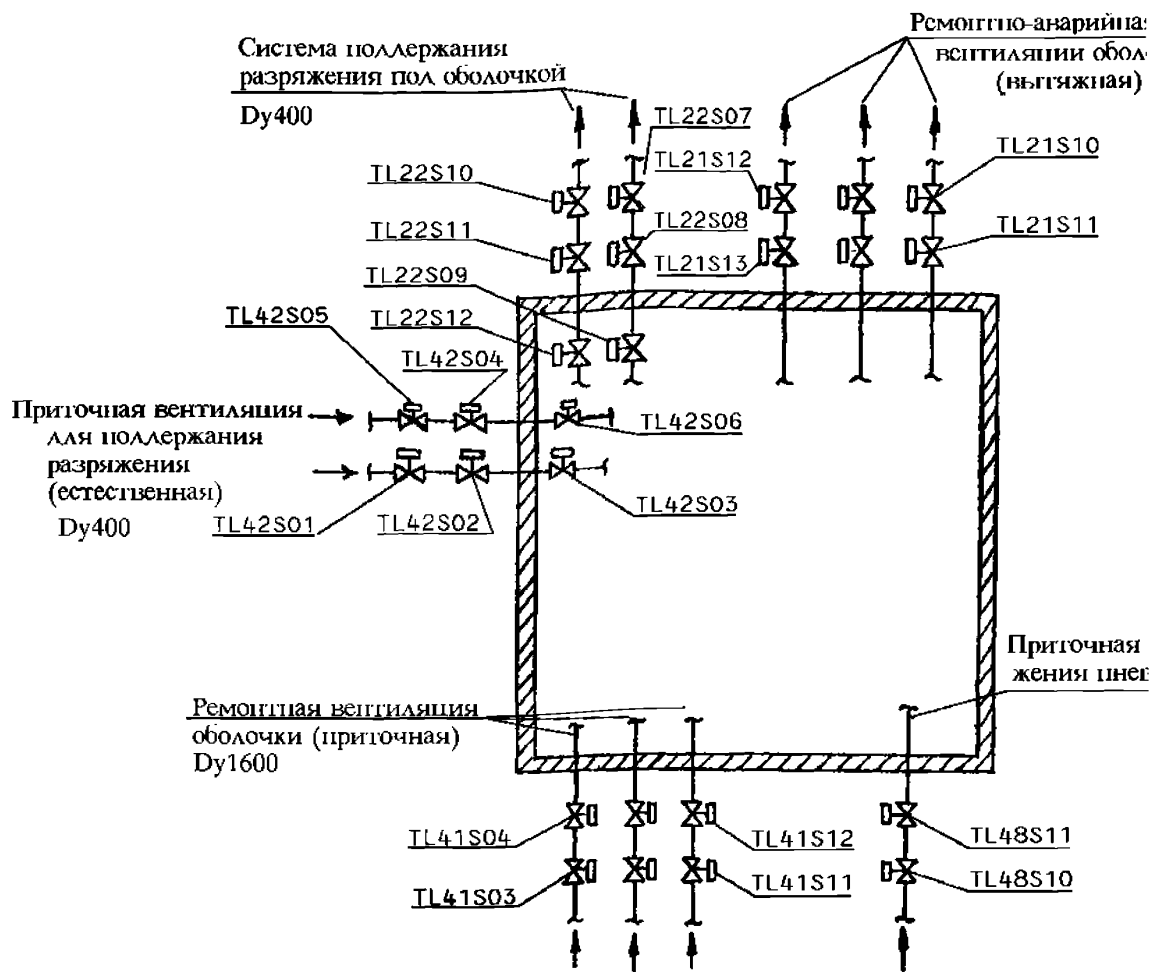 Система поддержания
разряжения под оболочкой
Dy400
Ремонтно-аварийная
вентиляции обол
(вытяжная)
TL22S07
TL21S12
TL21S10
TL22S10
TL22S11
TL22S08
TL21S11
TL21S13
TL22S09
TL42S05
TL22S12
TL42S04
Приточная вентиляция
для поддержания
разряжения
(естественная)
Dy400
TL42S06
TL42S03
TL42S01
TL42S02
Приточная
жения пнев
Ремонтная вентиляция
оболочки (приточная)
Dy1600
TL41S04
TL41S12
TL48S11
TL41S03
TL41S11
TL48S10